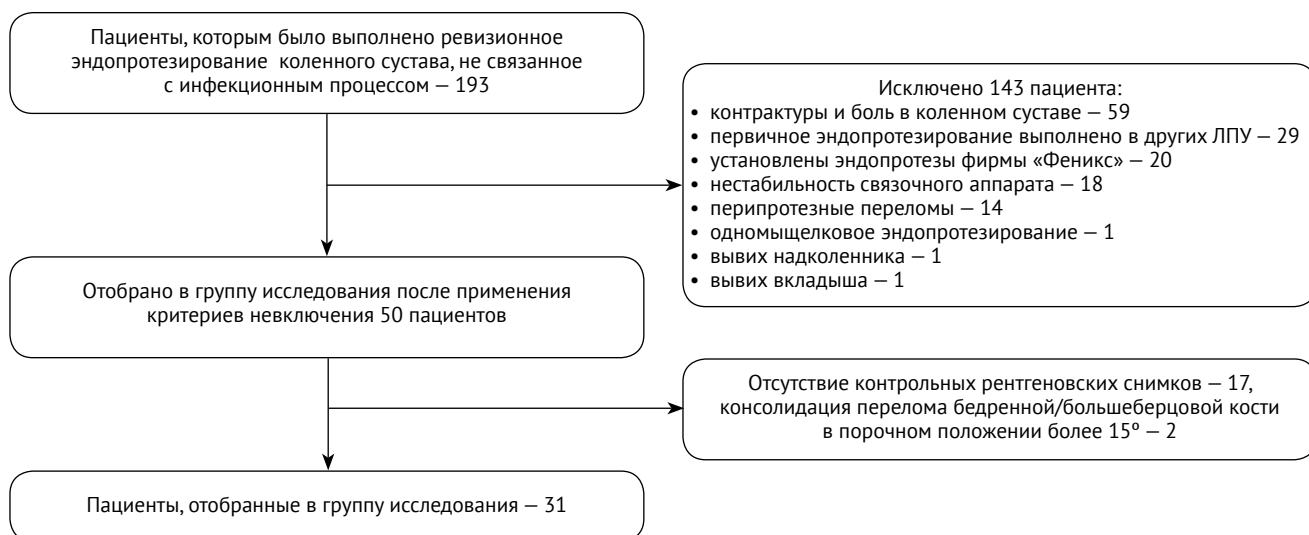 Пациенты, которым было выполнено ревизионное
эндопротезирование коленного сустава, не связанное
с инфекционным процессом — 193
Исключено 143 пациента:
• контрактуры и боль в коленном суставе — 59
• первичное эндопротезирование выполнено в других ЛПУ — 29
• установлены эндопротезы фирмы «Феникс» — 20
• нестабильность связочного аппарата — 18
• перипротезные переломы — 14
• одномыщелковое эндопротезирование — 1
• вывих надколенника — 1
• вывих вкладыша — 1
Отобрано в группу исследования после применения
критериев невключения 50 пациентов
Отсутствие контрольных рентгеновских снимков — 17,
консолидация перелома бедренной/большеберцовой кости
в порочном положении более 15º — 2
Пациенты, отобранные в группу исследования — 31